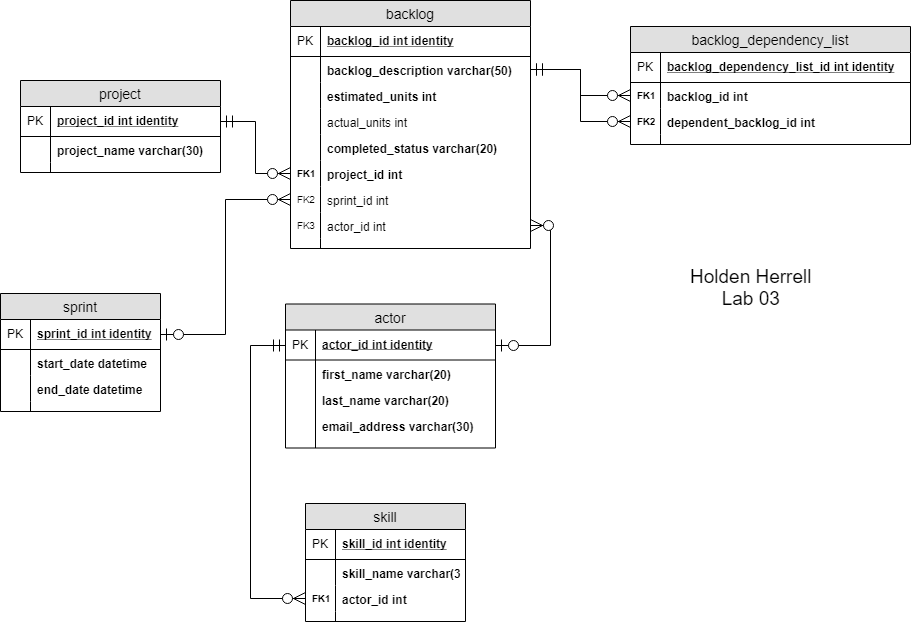 backlog
PK backlog_id int identity
backlog_description varchar(50)
estimated_units int
actual_units int
completed_status varchar(20)
FK1 project_id int
FK2 sprint_id int
FK3 actor_id int
backlog_dependency_list
PK backlog_dependency_list_id int identity
FK1 backlog_id int
FK2 dependent_backlog_id int
project
PK project_id int identity
project_name varchar(30)
Holden Herrell
Lab 03
sprint
PK sprint_id int identity
start_date datetime
end_date datetime
actor
PK actor_id int identity
first_name varchar(20)
last_name varchar(20)
email_address varchar(30)
skill
PK skill_id int identity
skill_name varchar(3
FK1 actor_id int